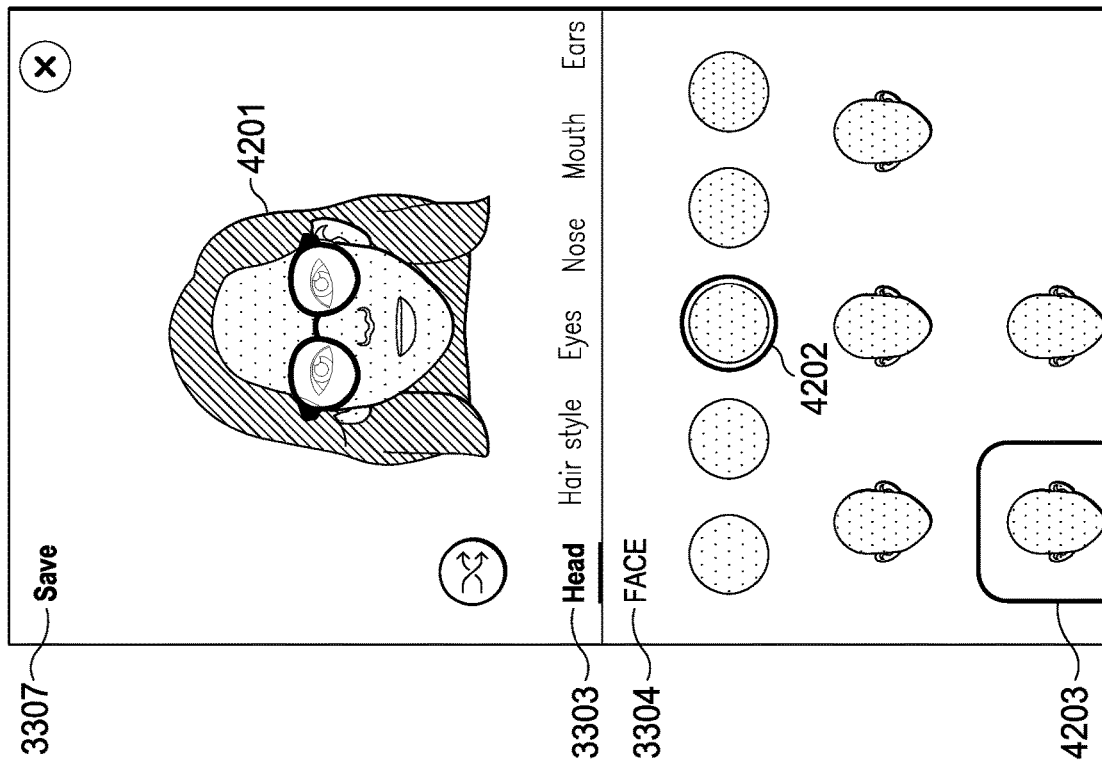 3307 Save
4201
3303 Head Hair style Eyes Nose Mouth Ears
3304 FACE
4202
4203